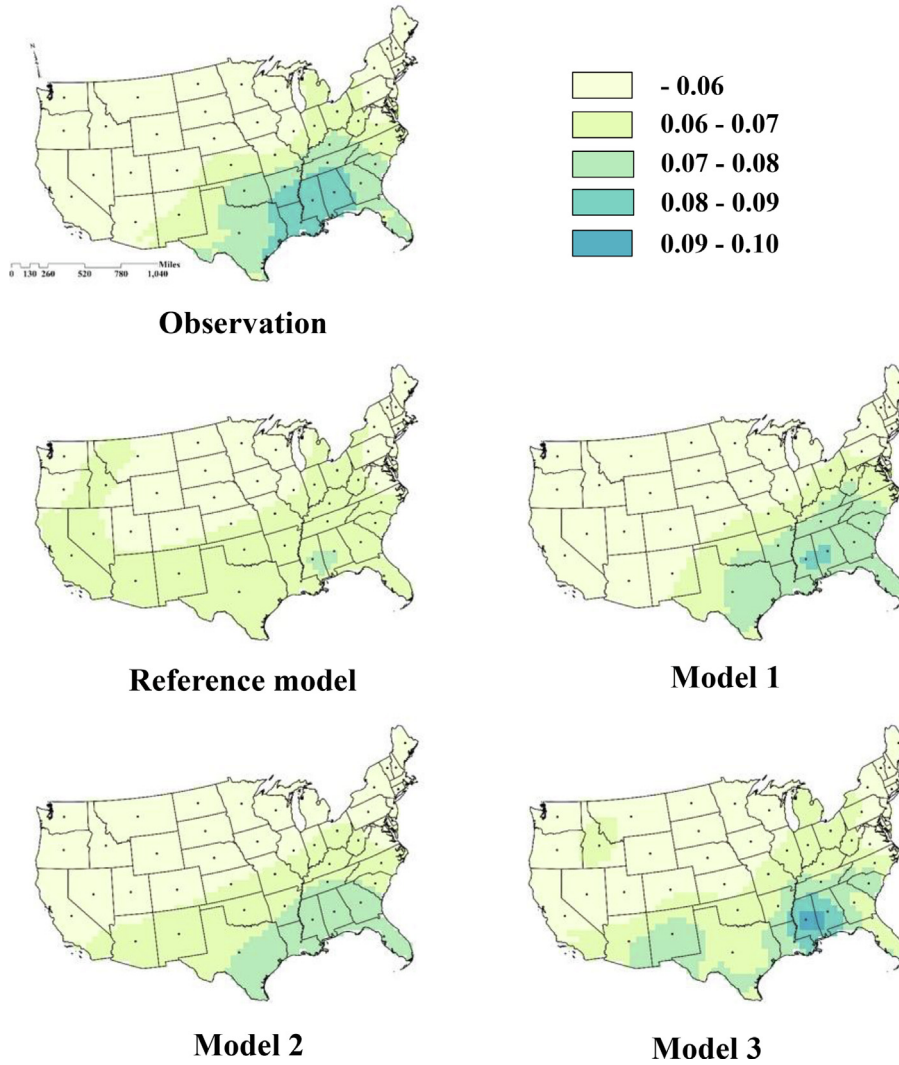 N
- 0.06
0.06 - 0.07
0.07 - 0.08
0.08 - 0.09
0.09 - 0.10
Miles
0 130 260 520 780 1,040
Observation
Reference model
Model 1
Model 2
Model 3